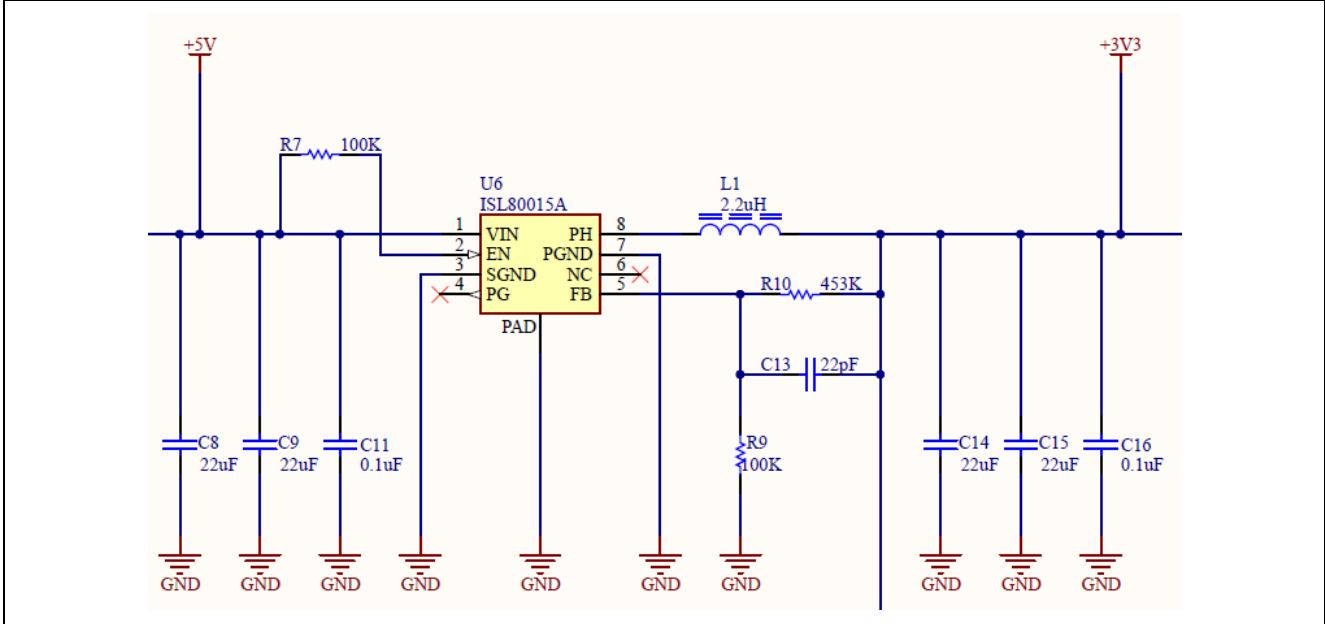 +5V
+3V3
R7 100K
U6
ISL80015A
L1
2.2uH
1 VIN PH 8
2 EN PGND 7
3 SGND NC 6
4 PG FB 5
PAD
R10 453K
C13 22pF
C8
22uF
C9
22uF
C11
0.1uF
R9
100K
C14
22uF
C15
22uF
C16
0.1uF
GND GND GND GND GND GND GND GND GND GND